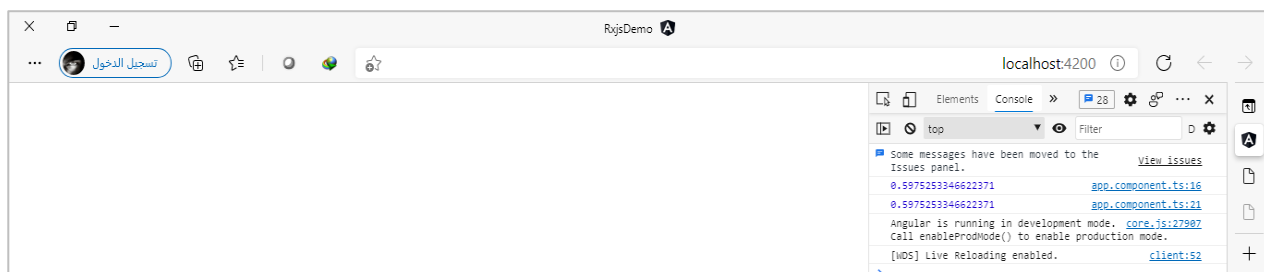 RxjsDemo
تسجيل الدخول
localhost:4200
Elements Console 28
top Filter D
Some messages have been moved to the Issues panel. View issues
0.5975253346622371 app.component.ts:16
0.5975253346622371 app.component.ts:21
Angular is running in development mode. core.js:27907
Call enableProdMode() to enable production mode.
[WDS] Live Reloading enabled. client:52